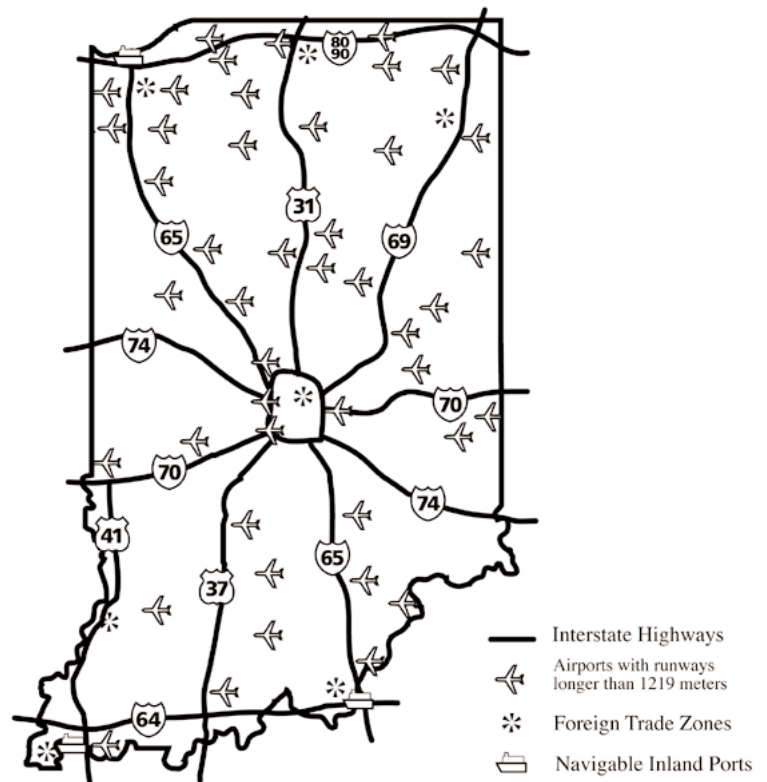 80
90
31
65
69
74
70
70
74
41
65
37
64
Interstate Highways
Airports with runways
longer than 1219 meters
Foreign Trade Zones
Navigable Inland Ports